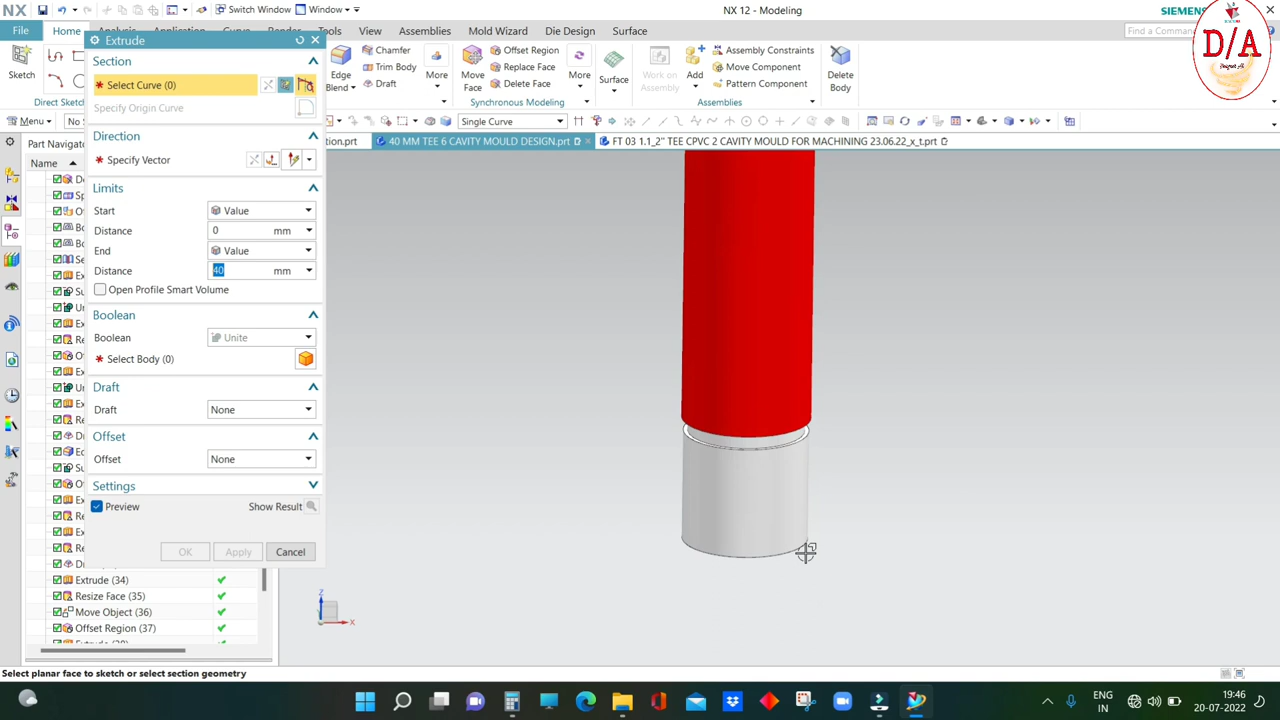 NX
Switch Window
Window
NX 12 - Modeling
SIEMENS
File
Home
Tools
View
Assemblies
Mold Wizard
Die Design
Surface
Find a Command
D/A
Extrude
Sketch
Direct Sketch
Edge Blend
Chamfer
Trim Body
Draft
More
Move Face
Offset Region
Replace Face
Delete Face
More
Synchronous Modeling
Surface
Work on Assembly
Add
Assembly Constraints
Move Component
Pattern Component
Assemblies
Delete Body
Menu
Single Curve
40 MM TEE 6 CAVITY MOULD DESIGN.prt
FT 03 1.1_2" TEE CPVC 2 CAVITY MOULD FOR MACHINING 23.06.22_x_t.prt
Part Navigator
Name
Section
Select Curve (0)
Specify Origin Curve
Direction
Specify Vector
Limits
Start
Value
Distance
0
mm
End
Value
Distance
40
mm
Open Profile Smart Volume
Boolean
Boolean
Unite
Select Body (0)
Draft
Draft
None
Offset
Offset
None
Settings
Preview
Show Result
OK
Apply
Cancel
Extrude (34)
Resize Face (35)
Move Object (36)
Offset Region (37)
Z
X
Select planar face to sketch or select section geometry
ENG
IN
19:46
20-07-2022